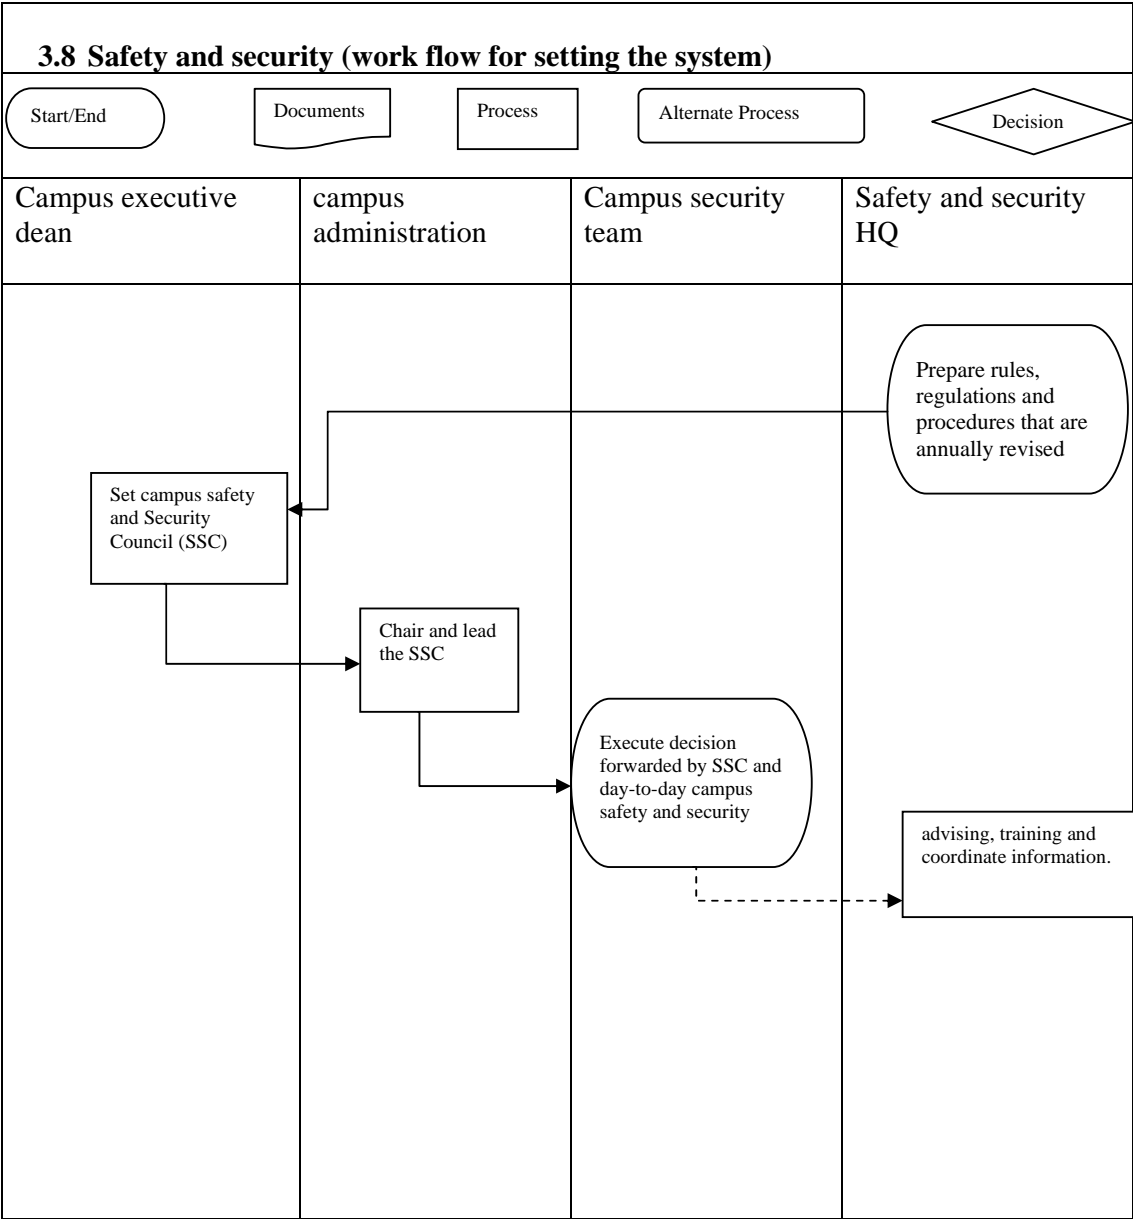 3.8 Safety and security (work flow for setting the system)
Start/End
Documents
Process
Alternate Process
Decision
Campus executive
dean
campus
administration
Campus security
team
Safety and security
HQ
Prepare rules,
regulations and
procedures that are
annually revised
Set campus safety
and Security
Council (SSC)
Chair and lead
the SSC
Execute decision
forwarded by SSC and
day-to-day campus
safety and security
advising, training and
coordinate information.